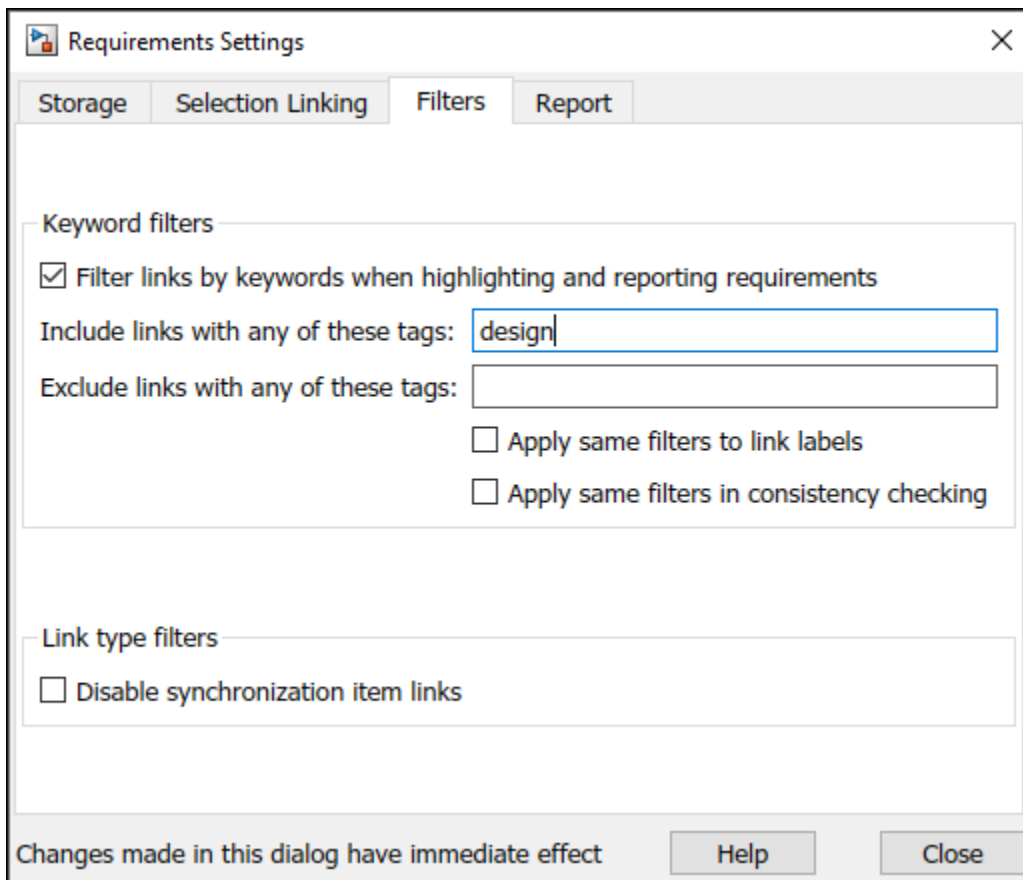 Requirements Settings
Storage Selection Linking Filters Report
Keyword filters
Filter links by keywords when highlighting and reporting requirements
Include links with any of these tags: design
Exclude links with any of these tags:
Apply same filters to link labels
Apply same filters in consistency checking
Link type filters
Disable synchronization item links
Changes made in this dialog have immediate effect Help Close